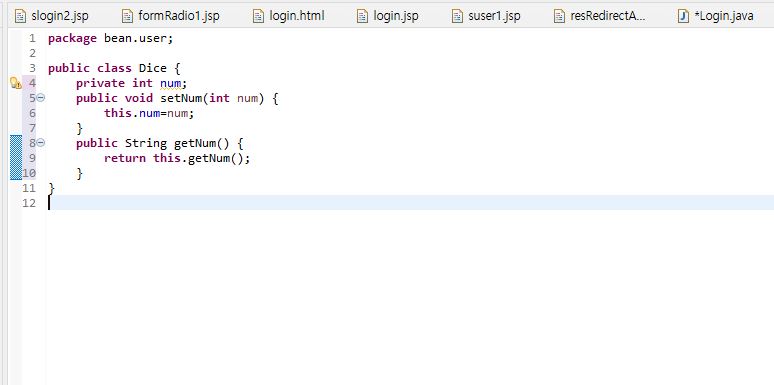 slogin2.jsp formRadio1.jsp login.html login.jsp suser1.jsp resRedirectA... *Login.java
1 package bean.user;
2
3 public class Dice {
4 private int num;
5 public void setNum(int num) {
6 this.num=num;
7 }
8 public String getNum() {
9 return this.getNum();
10 }
11 }
12